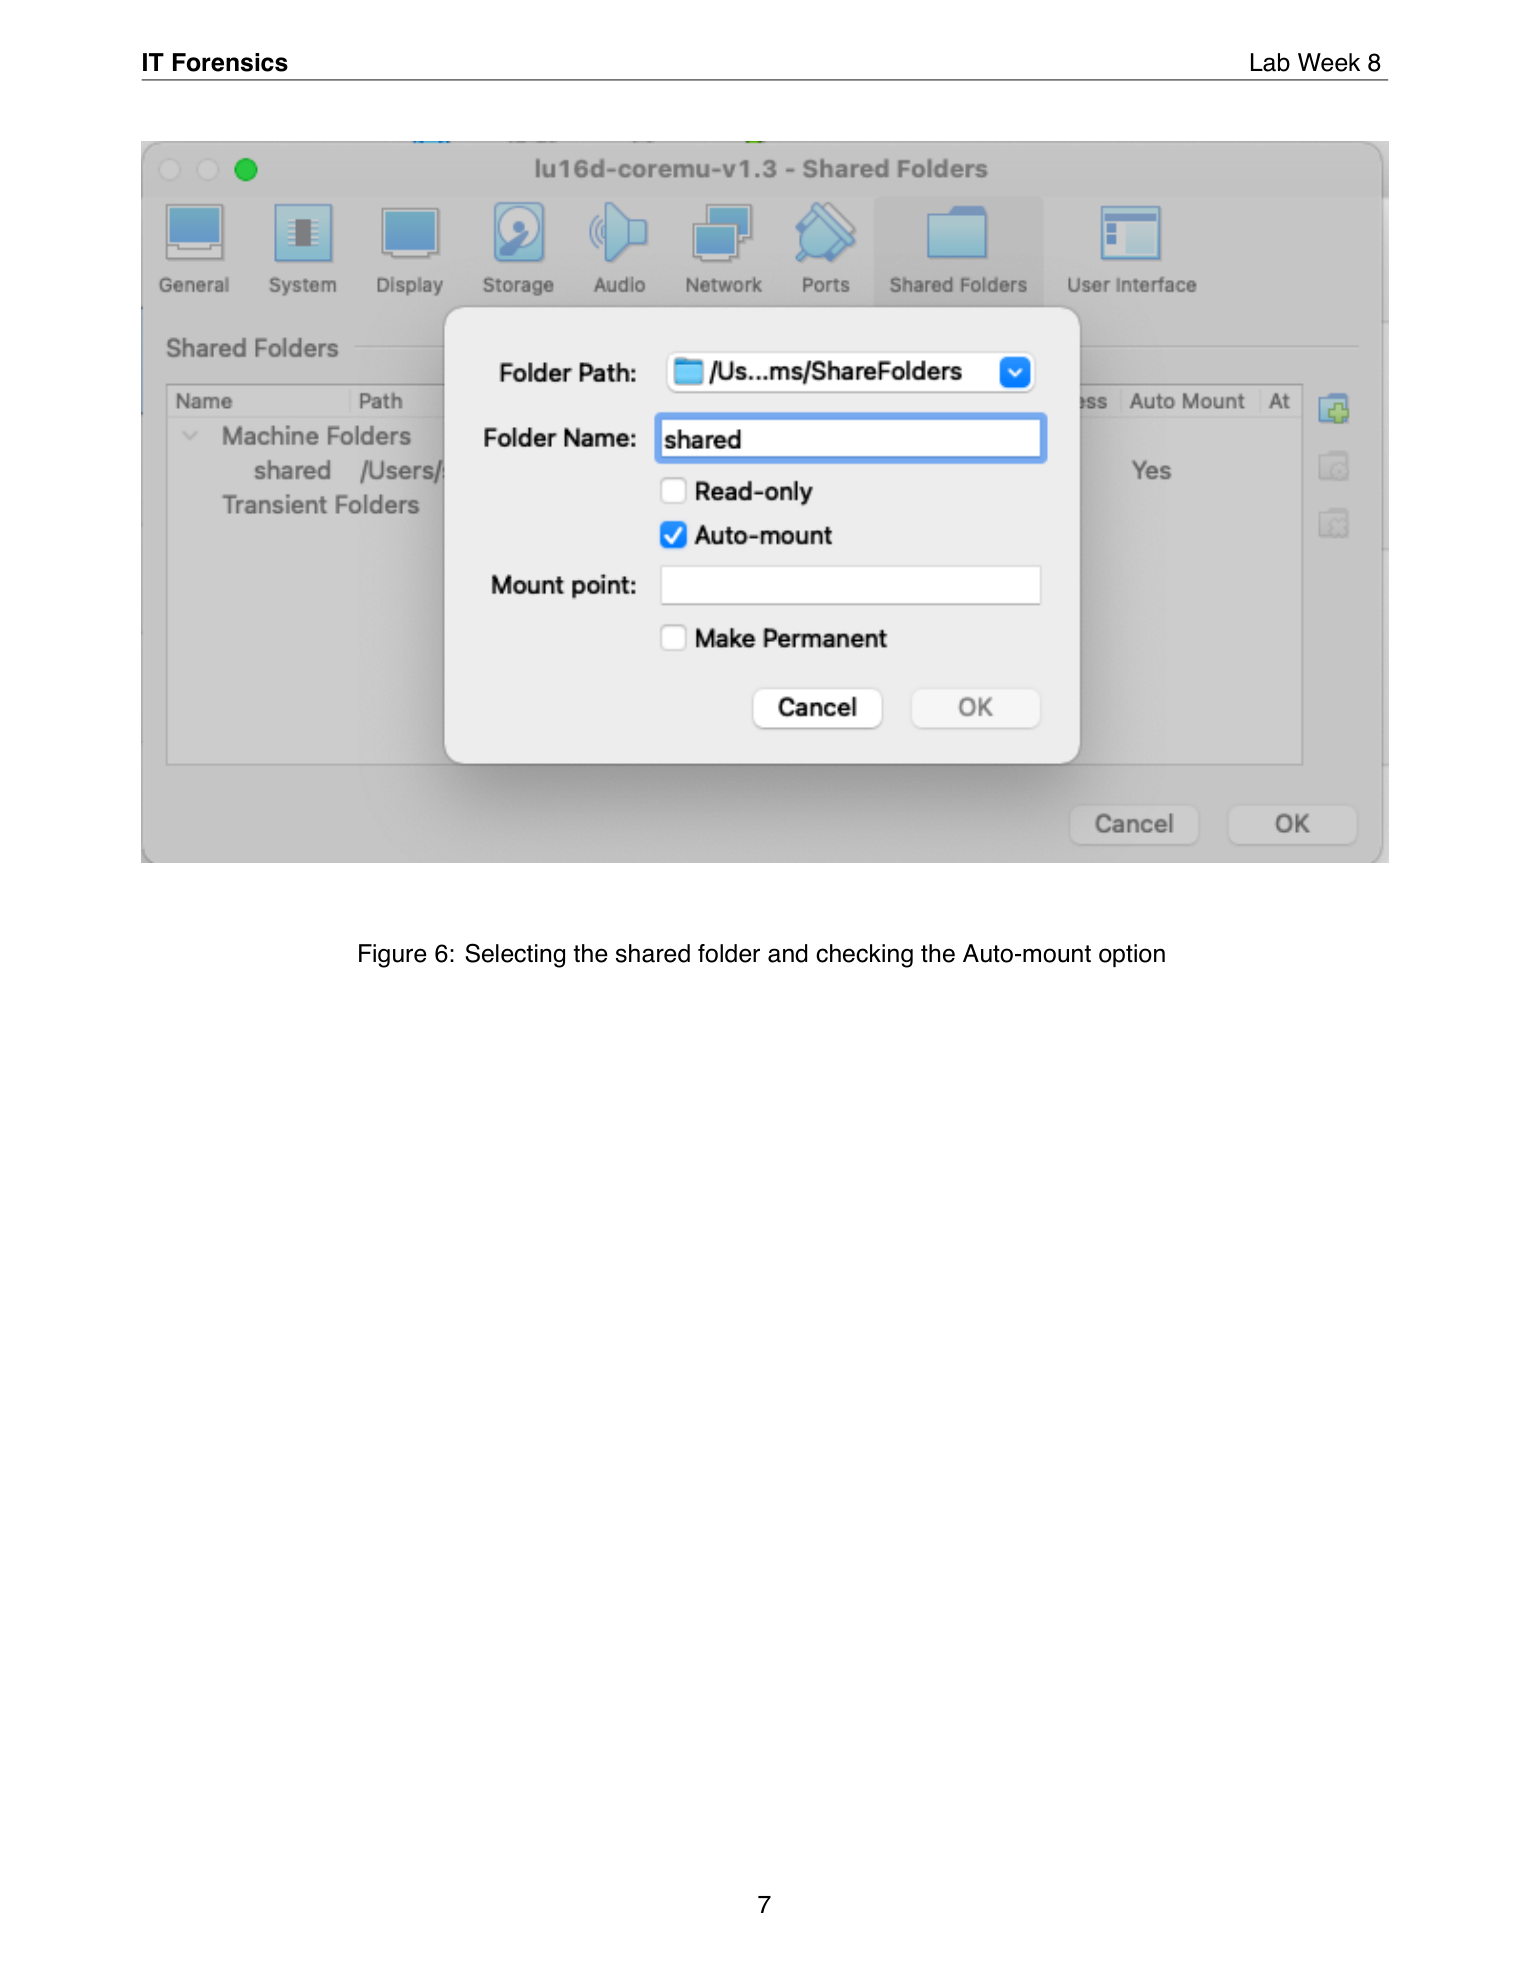 IT Forensics Lab Week 8
lu16d-coremu-v1.3 - Shared Folders
General System Display Storage Audio Network Ports Shared Folders User Interface
Shared Folders
Folder Path: /Us...ms/ShareFolders
Name Path ess Auto Mount At
Folder Name: shared
Machine Folders
shared /Users/ Yes
Read-only
Transient Folders
Auto-mount
Mount point:
Make Permanent
Cancel OK
Cancel OK
Figure 6: Selecting the shared folder and checking the Auto-mount option
7